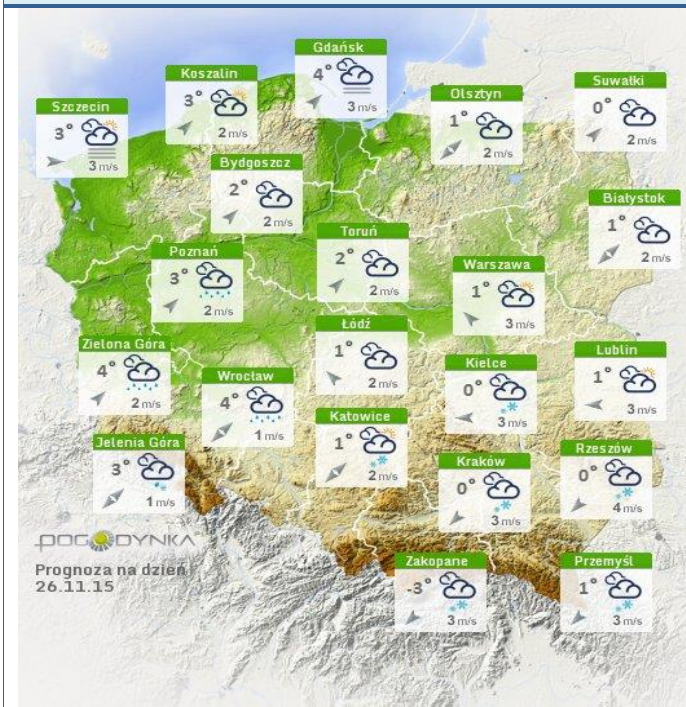 Gdańsk
4°
3 m/s
Koszalin
3°
2 m/s
Suwałki
0°
2 m/s
Olsztyn
1°
2 m/s
Szczecin
3°
3 m/s
Bydgoszcz
2°
2 m/s
Białystok
1°
2 m/s
Toruń
2°
2 m/s
Poznań
3°
2 m/s
Warszawa
1°
3 m/s
Łódź
1°
2 m/s
Zielona Góra
4°
2 m/s
Lublin
1°
3 m/s
Kielce
0°
3 m/s
Wrocław
4°
1 m/s
Katowice
1°
2 m/s
Jelenia Góra
3°
1 m/s
Rzeszów
0°
4 m/s
Kraków
0°
3 m/s
POGODYNKA
Prognoza na dzień
26.11.15
Zakopane
-3°
3 m/s
Przemyśl
1°
3 m/s